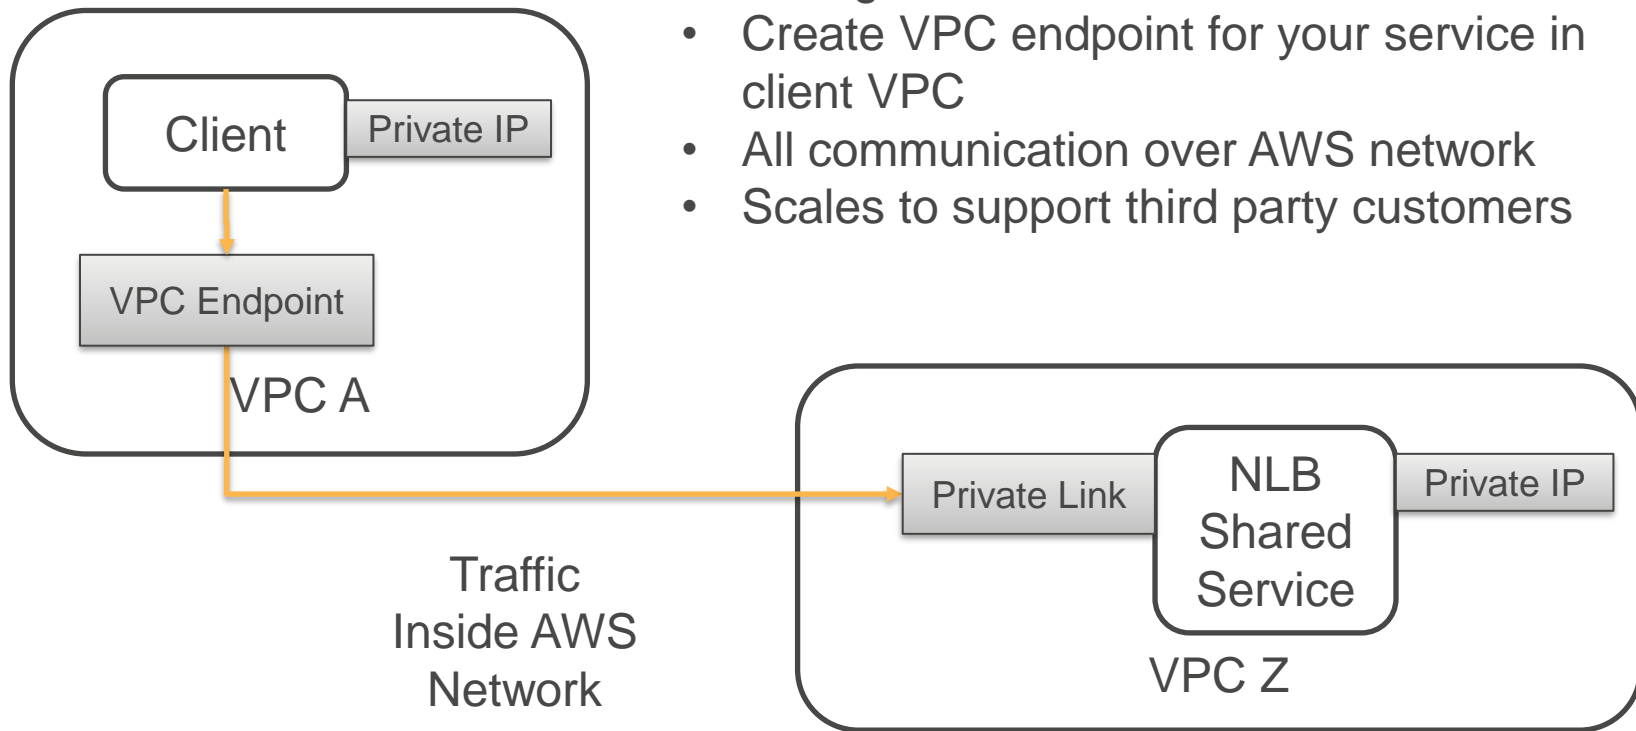 • Create VPC endpoint for your service in
client VPC
• All communication over AWS network
• Scales to support third party customers
Client
Private IP
VPC Endpoint
VPC A
Private Link
NLB
Shared
Service
Private IP
VPC Z
Traffic
Inside AWS
Network